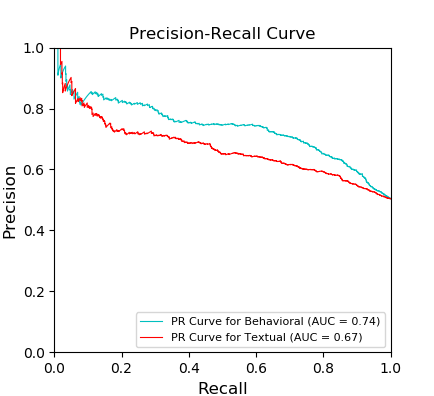 Precision-Recall Curve
1.0
0.8
0.6
0.4
0.2
0.0
Precision
PR Curve for Behavioral (AUC = 0.74)
PR Curve for Textual (AUC = 0.67)
0.0 0.2 0.4 0.6 0.8 1.0
Recall